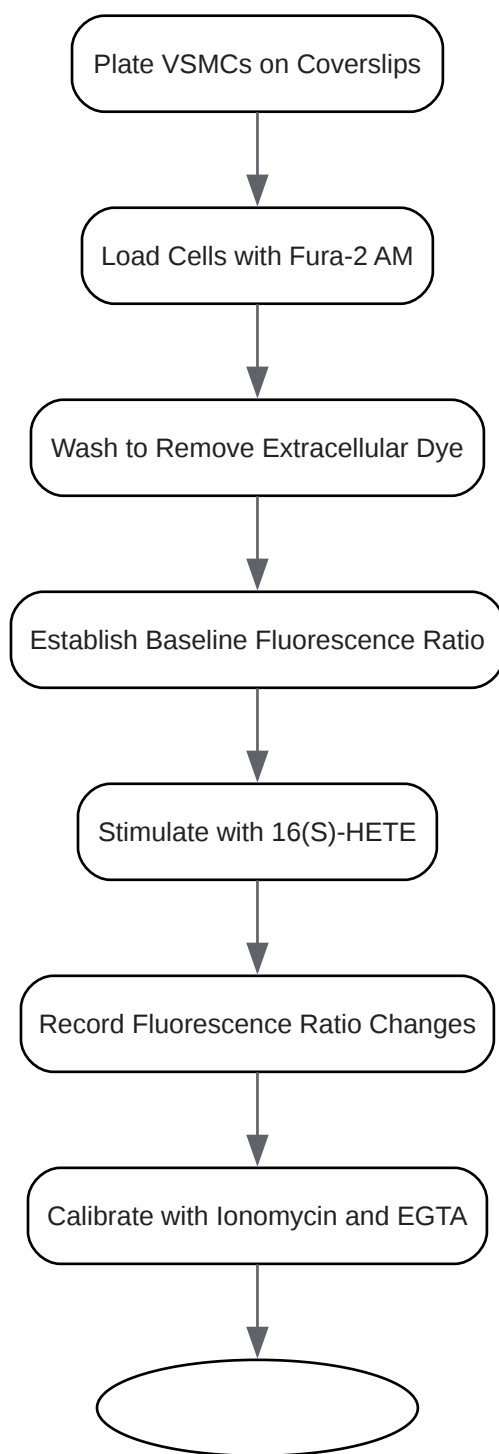 Plate VSMCs on Coverslips
Load Cells with Fura-2 AM
Wash to Remove Extracellular Dye
Establish Baseline Fluorescence Ratio
Stimulate with 16(S)-HETE
Record Fluorescence Ratio Changes
Calibrate with Ionomycin and EGTA